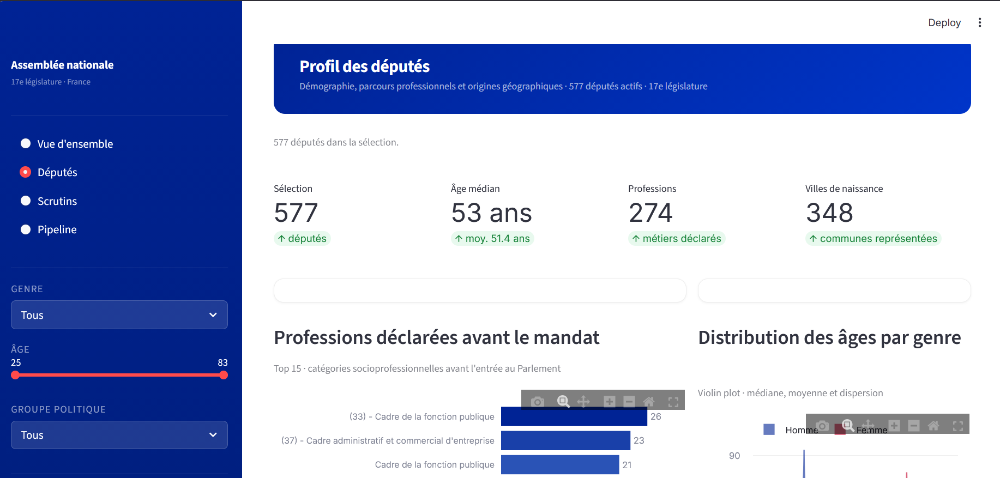 Deploy
Assemblée nationale
17e législature · France
Vue d'ensemble
Députés
Scrutins
Pipeline
GENRE
Tous
ÂGE
25 83
GROUPE POLITIQUE
Tous
Profil des députés
Démographie, parcours professionnels et origines géographiques · 577 députés actifs · 17e législature
577 députés dans la sélection.
Sélection
577
↑ députés
Âge médian
53 ans
↑ moy. 51.4 ans
Professions
274
↑ métiers déclarés
Villes de naissance
348
↑ communes représentées
Professions déclarées avant le mandat
Top 15 · catégories socioprofessionnelles avant l'entrée au Parlement
(33) - Cadre de la fonction publique 26
(37) - Cadre administratif et commercial d'entreprise 23
Cadre de la fonction publique 21
Distribution des âges par genre
Violin plot · médiane, moyenne et dispersion
Homme Femme
90